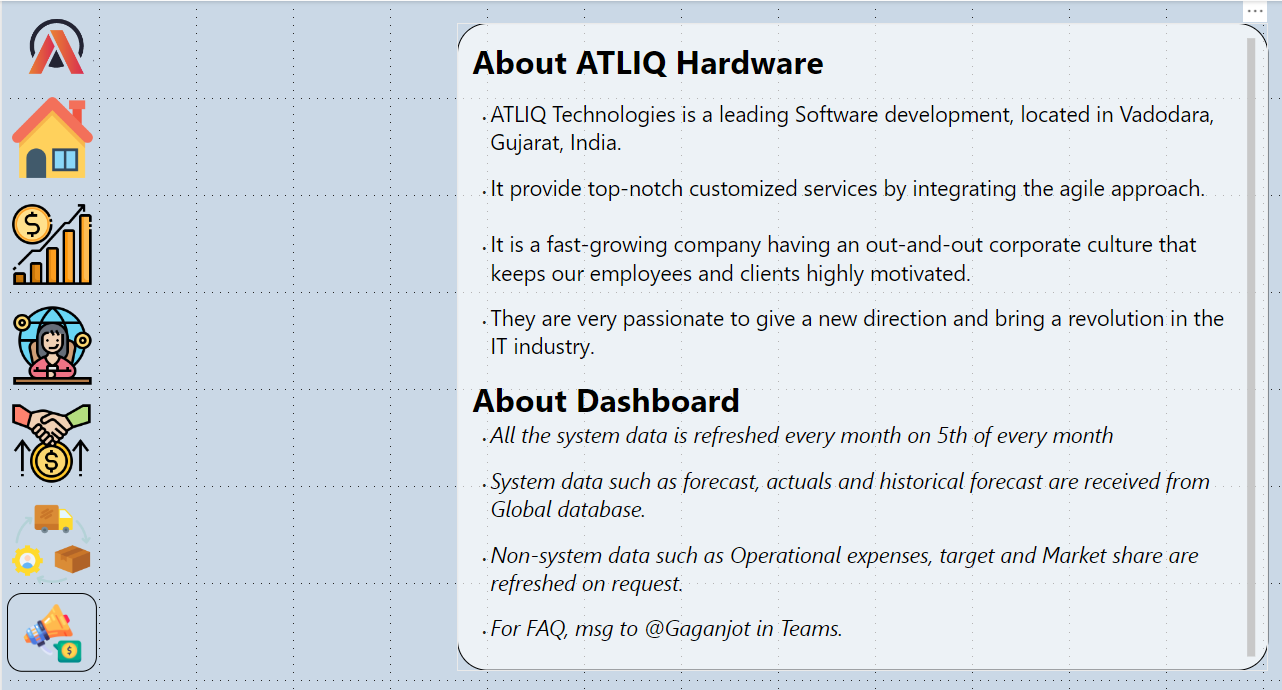 About ATLIQ Hardware
· ATLIQ Technologies is a leading Software development, located in Vadodara,
Gujarat, India.
· It provide top-notch customized services by integrating the agile approach.
· It is a fast-growing company having an out-and-out corporate culture that
keeps our employees and clients highly motivated.
· They are very passionate to give a new direction and bring a revolution in the
IT industry.
About Dashboard
· All the system data is refreshed every month on 5th of every month
· System data such as forecast, actuals and historical forecast are received from
Global database.
· Non-system data such as Operational expenses, target and Market share are
refreshed on request.
· For FAQ, msg to @Gaganjot in Teams.